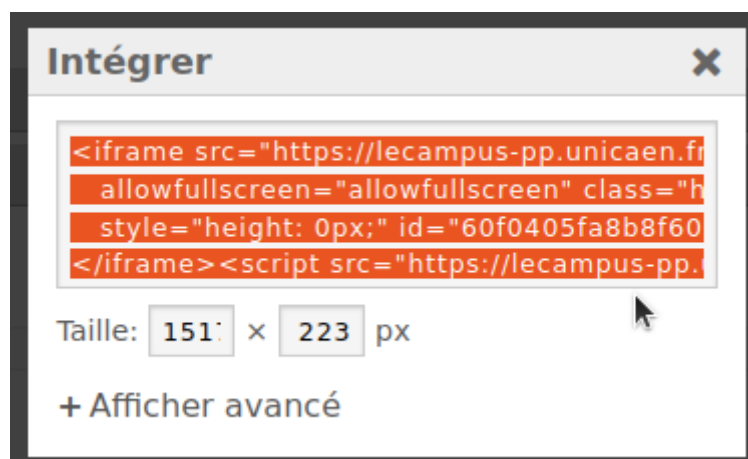 Intégrer
<iframe src="https://lecampus-pp.unicaen.fr
allowfullscreen="allowfullscreen" class="h
style="height: 0px;" id="60f0405fa8b8f60
</iframe><script src="https://lecampus-pp.
Taille: 151 × 223 px
+ Afficher avancé